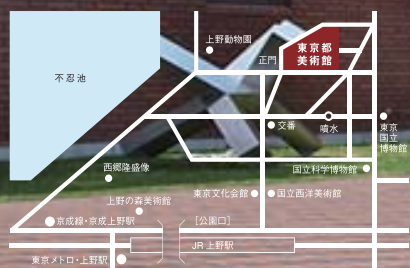 上野動物園
正門
東京都
美術館
不忍池
交番
噴水
東京
国立
博物館
西郷隆盛像
国立科学博物館
上野の森美術館
東京文化会館
国立西洋美術館
京成線・京成上野駅
［公園口］
JR 上野駅
東京メトロ・上野駅